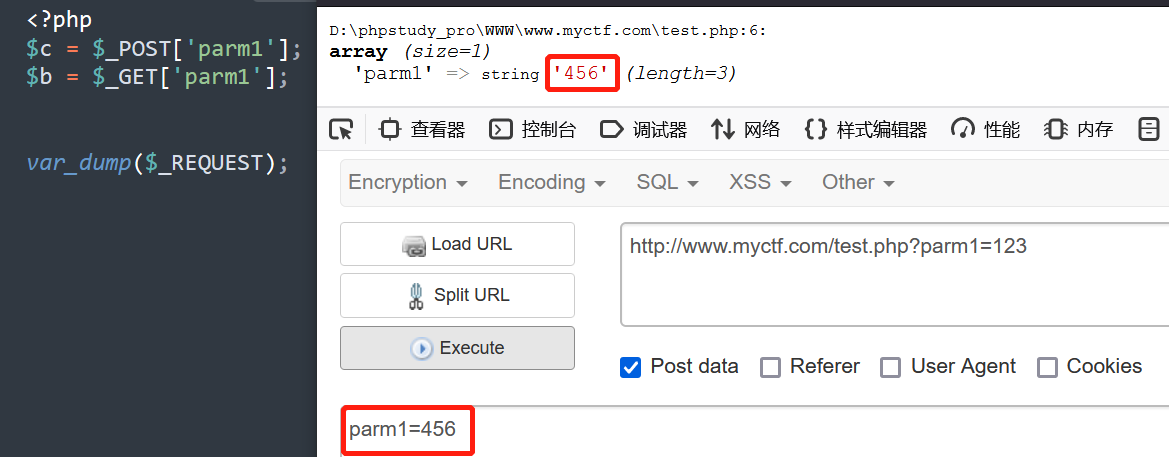 <?php
$c = $_POST['parm1'];
$b = $_GET['parm1'];
var_dump($_REQUEST);
D:\phpstudy_pro\WWW\www.myctf.com\test.php:6:
array (size=1)
'parm1' => string '456' (length=3)
查看器 控制台 调试器 网络 样式编辑器 性能 内存
Encryption Encoding SQL XSS Other
Load URL
Split URL
Execute
http://www.myctf.com/test.php?parm1=123
Post data Referer User Agent Cookies
parm1=456